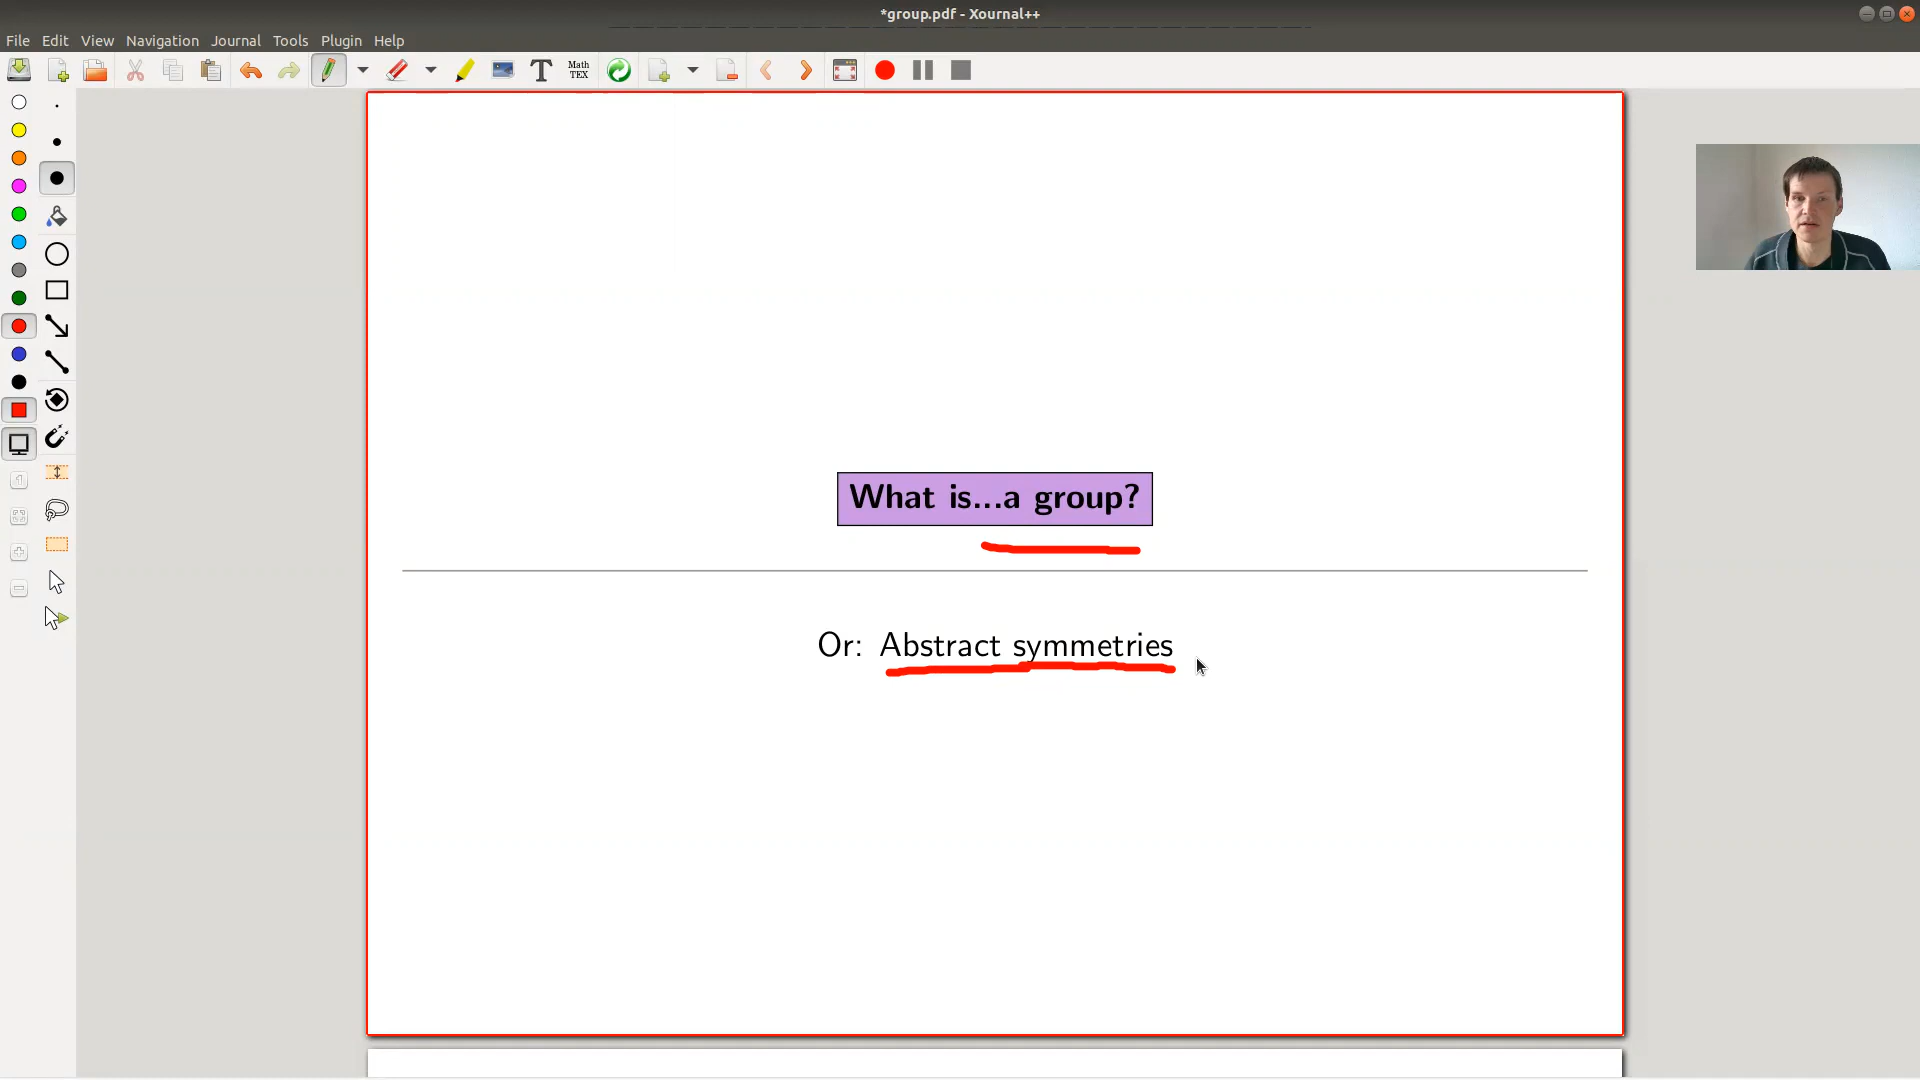 *group.pdf - Xournal++
File Edit View Navigation Journal Tools Plugin Help
T Math
TEX
What is...a group?
Or: Abstract symmetries